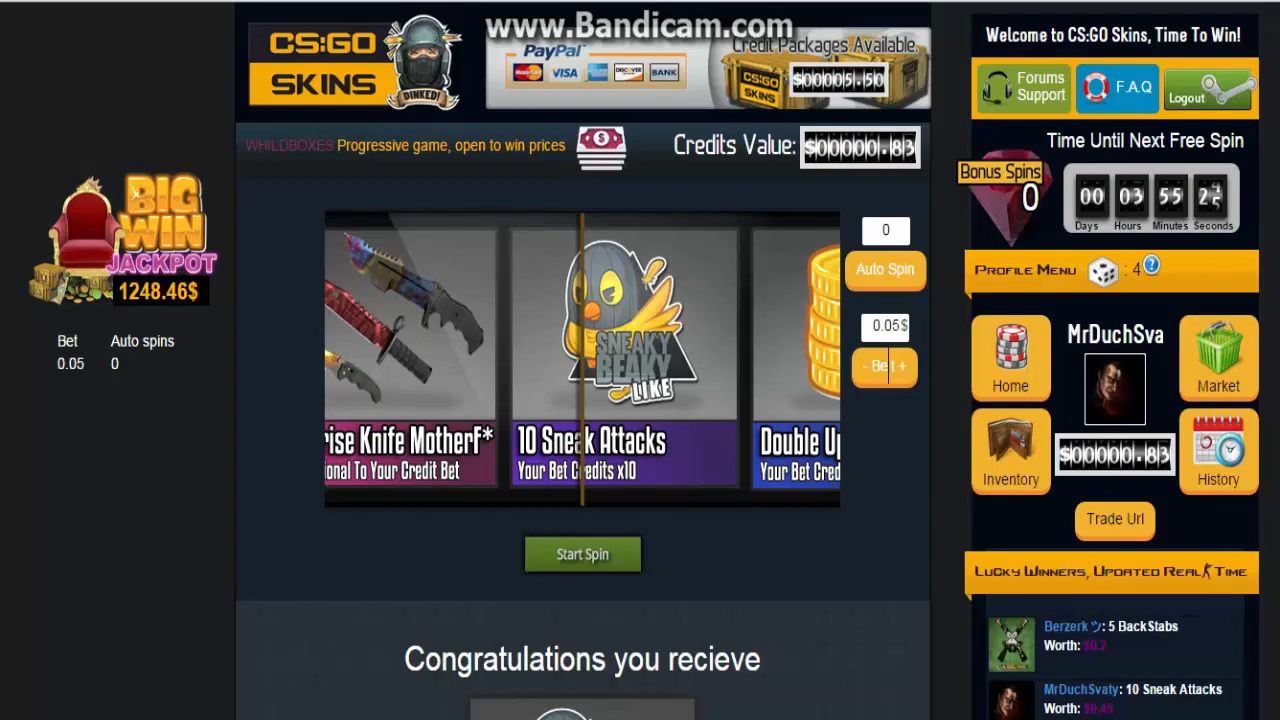 www.Bandicam.com
CS:GO
SKINS
DINKED!
PayPal
MasterCard VISA DISCOVER BANK
Credit Packages Available.
CS:GO
SKINS
$00005.50
WHILDBOXES Progressive game, open to win prices
Credits Value: $00000.83
BIG
WIN
JACKPOT
1248.46$
Bet Auto spins
0.05 0
rise Knife MotherF*
ional To Your Credit Bet
SNEAKY
BEAKY
LIKE
10 Sneak Attacks
Your Bet Credits x10
Double Up
Your Bet Cred
0
Auto Spin
0.05$
- Bet +
Start Spin
Congratulations you recieve
Welcome to CS:GO Skins, Time To Win!
Forums
Support
F.A.Q
Logout
Time Until Next Free Spin
Bonus Spins
0
00 03 55
Days Hours Minutes Seconds
Profile Menu : 4 ?
MrDuchSva
Home
Market
Inventory
$00000.83
History
Trade Url
Lucky Winners, Updated Real Time
Berzerk ツ: 5 BackStabs
Worth: $0.2
MrDuchSvaty: 10 Sneak Attacks
Worth: $0.45